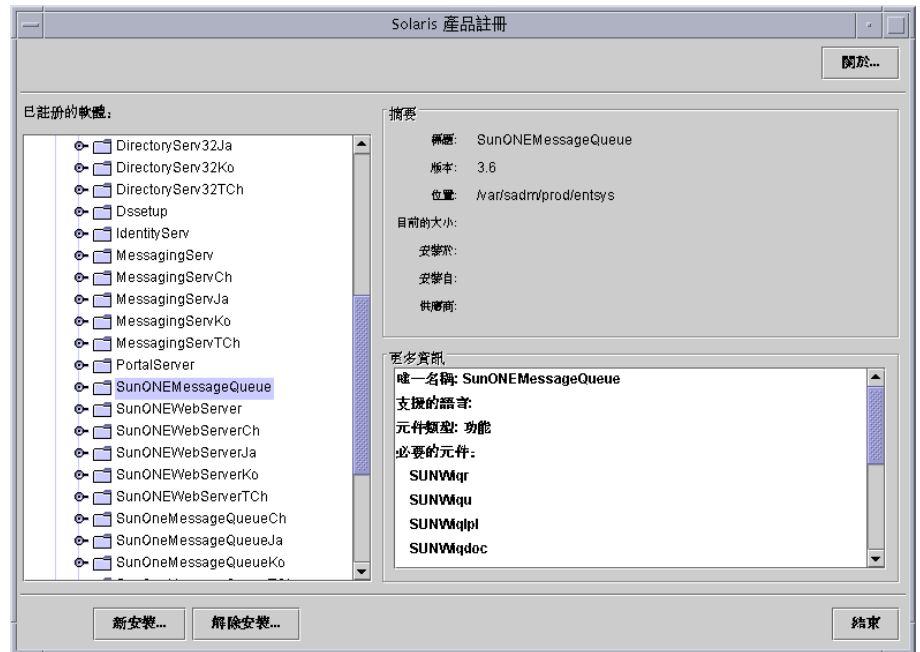 Solaris 產品註冊
關於...
已註冊的軟體:
DirectoryServ32Ja
DirectoryServ32Ko
DirectoryServ32TCh
Dssetup
IdentityServ
MessagingServ
MessagingServCh
MessagingServJa
MessagingServKo
MessagingServTCh
PortalServer
SunONEMessageQueue
SunONEWebServer
SunONEWebServerCh
SunONEWebServerJa
SunONEWebServerKo
SunONEWebServerTCh
SunOneMessageQueueCh
SunOneMessageQueueJa
SunOneMessageQueueKo
摘要
標題: SunONEMessageQueue
版本: 3.6
位置: /var/sadm/prod/entsys
目前的大小:
安裝於:
安裝自:
供應商:
更多資訊
唯一名稱: SunONEMessageQueue
支援的語言:
元件類型: 功能
必要的元件:
SUNWiqr
SUNWiqu
SUNWiqlpl
SUNWiqdoc
新安裝...
解除安裝...
結束